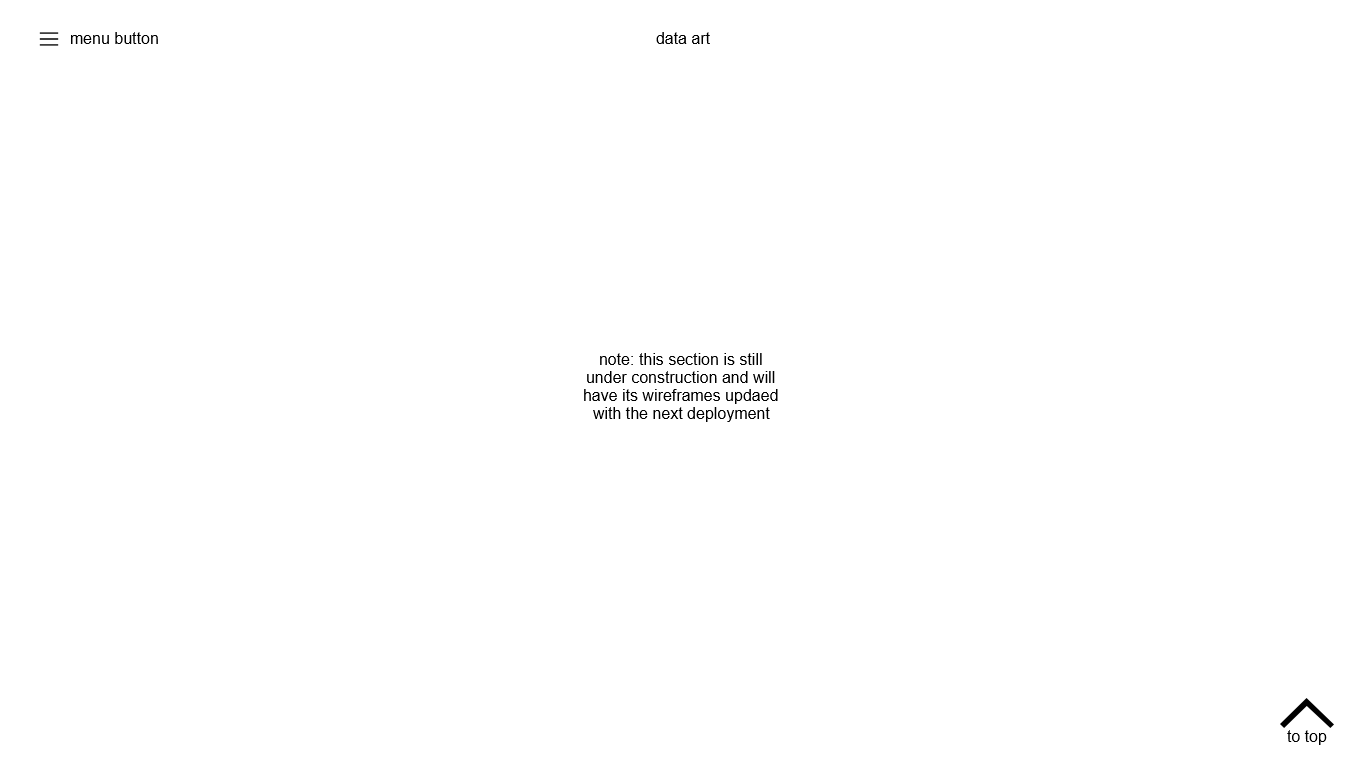 menu button
data art
note: this section is still
under construction and will
have its wireframes updaed
with the next deployment
to top